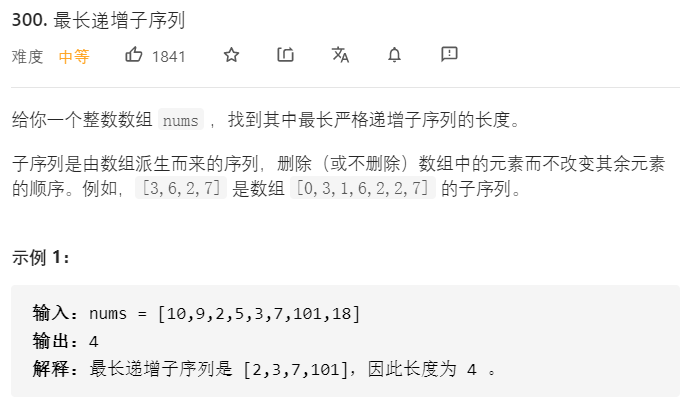 300. 最长递增子序列
难度 中等 1841
给你一个整数数组 nums ，找到其中最长严格递增子序列的长度。
子序列是由数组派生而来的序列，删除（或不删除）数组中的元素而不改变其余元素
的顺序。例如，[3,6,2,7] 是数组 [0,3,1,6,2,2,7] 的子序列。
示例 1：
输入：nums = [10,9,2,5,3,7,101,18]
输出：4
解释：最长递增子序列是 [2,3,7,101]，因此长度为 4 。